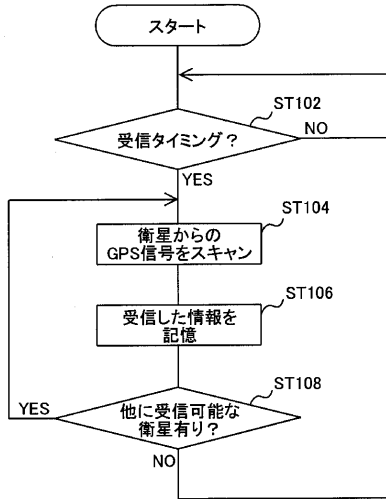 スタート
ST102
受信タイミング？
NO
YES
ST104
衛星からの
GPS信号をスキャン
ST106
受信した情報を
記憶
ST108
YES
他に受信可能な
衛星有り？
NO